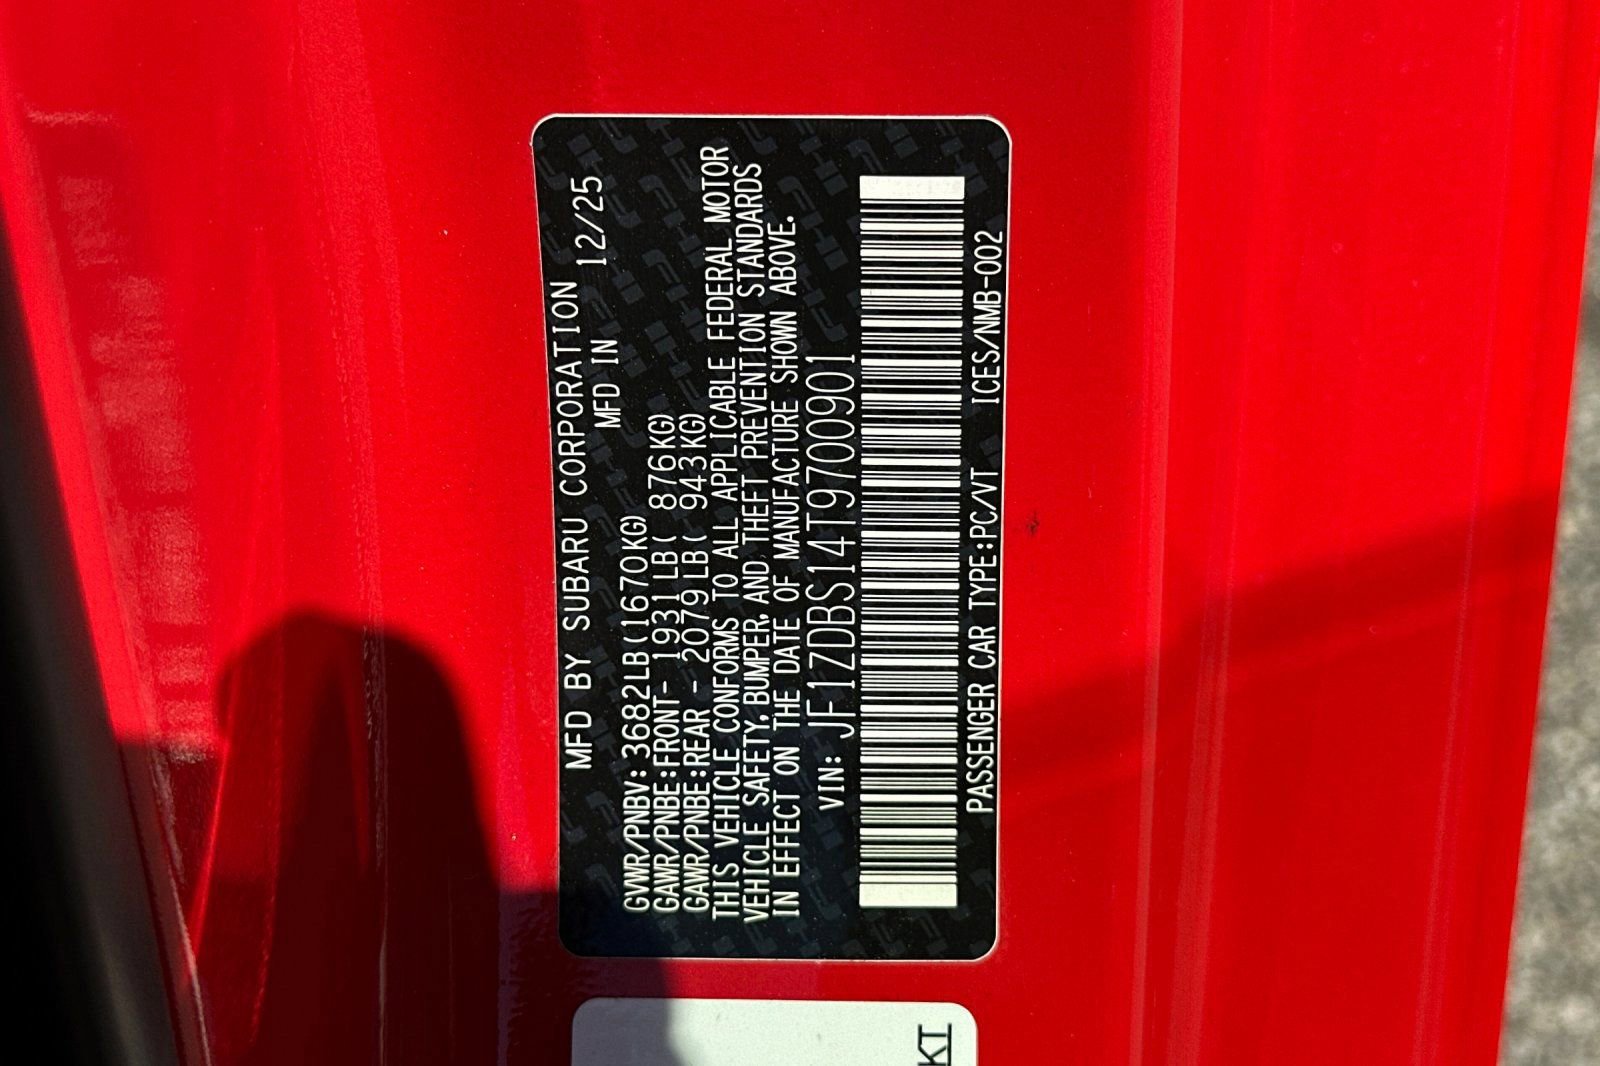 MFD BY SUBARU CORPORATION
MFD IN 12/25
GVWR/PNBV: 3682LB(1670KG)
GAWR/PNBE:FRONT- 1931LB( 876KG)
GAWR/PNBE:REAR - 2079LB( 943KG)
THIS VEHICLE CONFORMS TO ALL APPLICABLE FEDERAL MOTOR
VEHICLE SAFETY, BUMPER, AND THEFT PREVENTION STANDARDS
IN EFFECT ON THE DATE OF MANUFACTURE SHOWN ABOVE.
VIN: JF1ZDBS14T9700901
PASSENGER CAR TYPE:PC/VT ICES/NMB-002
KI